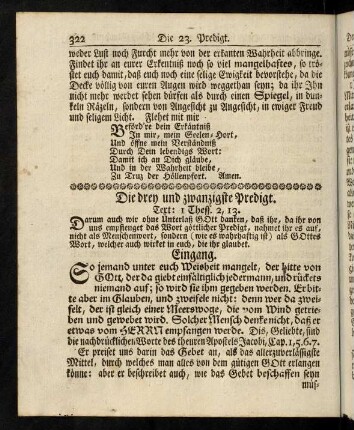 322 Die 23. Predigt.
weder Lust noch Furcht mehr von der erkanten Wahrheit abbringe.
Findet ihr an eurer Erkentniß noch so viel mangelhaftes, so trö-
stet euch damit, daß euch noch eine selige Ewigkeit bevorstehe, da die
Decke völlig von euren Augen wird weggethan seyn; da ihr Ihn
nicht mehr werdet sehen dürfen als durch einen Spiegel, in dun-
keln Räzeln, sondern von Angesicht zu Angesicht, in ewiger Freud
und seligem Licht. Flehet mit mir
Beförd're dein Erkäntniß
In mir, mein Seelen-Hort,
Und öffne mein Verständniß
Durch Dein lebendigs Wort:
Damit ich an Dich gläube,
Und in der Wahrheit bleibe,
Zu Truz der Höllenpfort. Amen.
Die drey und zwanzigste Predigt.
Text: 1 Thess. 2, 13.
Darum auch wir ohne Unterlaß GOtt danken, daß ihr, da ihr von
uns empfienget das Wort göttlicher Predigt, nahmet ihr es auf,
nicht als Menschenwort, sondern (wie es wahrhaftig ist) als GOttes
Wort, welcher auch wirket in euch, die ihr glaubet.
Eingang.
So jemand unter euch Weisheit mangelt, der bitte von
GOtt, der da giebt einfältiglich jedermann, und rückets
niemand auf; so wird sie ihm gegeben werden. Er bit-
te aber im Glauben, und zweifele nicht: denn wer da zwei-
felt, der ist gleich einer Meerswoge, die vom Wind getrie-
ben und gewebet wird. Solcher Mensch denke nicht, daß er
etwas vom HERRN empfangen werde. Dis, Geliebte, sind
die nachdrücklichen Worte des theuren Apostels Jacobi, Cap. 1, 5. 6. 7.
Er preiset uns darin das Gebet an, als das allerzuverläßigste
Mittel, durch welches man alles von dem gütigen GOtt erlangen
könne: aber er beschreibet auch, wie das Gebet beschaffen seyn
müs-